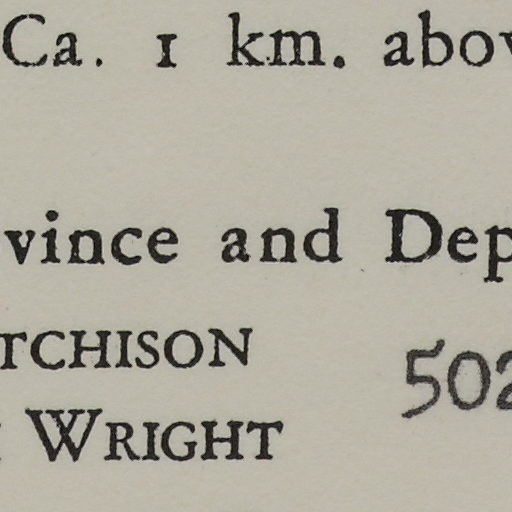 Ca. 1 km. abov
vince and Dep
TCHISON
502
WRIGHT